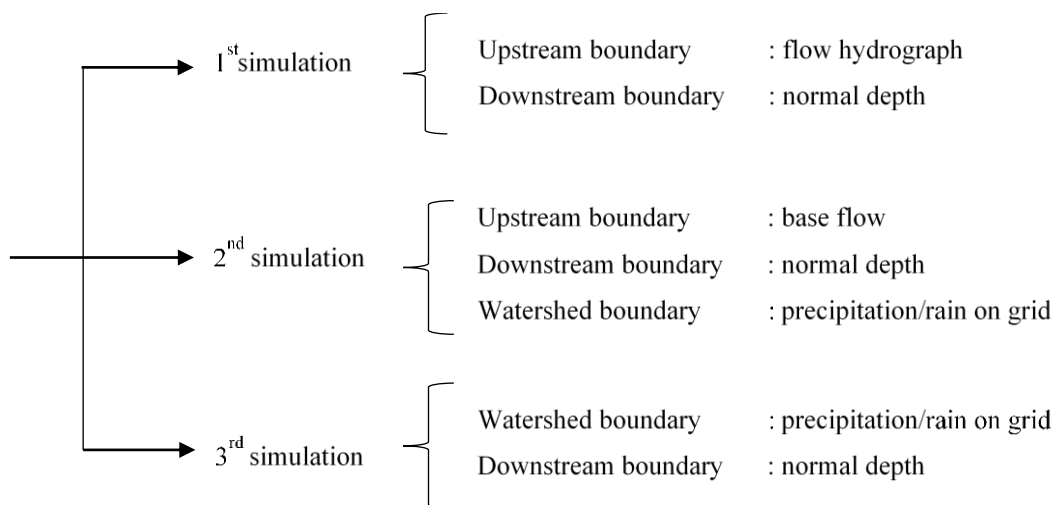 1st simulation
Upstream boundary : flow hydrograph
Downstream boundary : normal depth
2nd simulation
Upstream boundary : base flow
Downstream boundary : normal depth
Watershed boundary : precipitation/rain on grid
3rd simulation
Watershed boundary : precipitation/rain on grid
Downstream boundary : normal depth